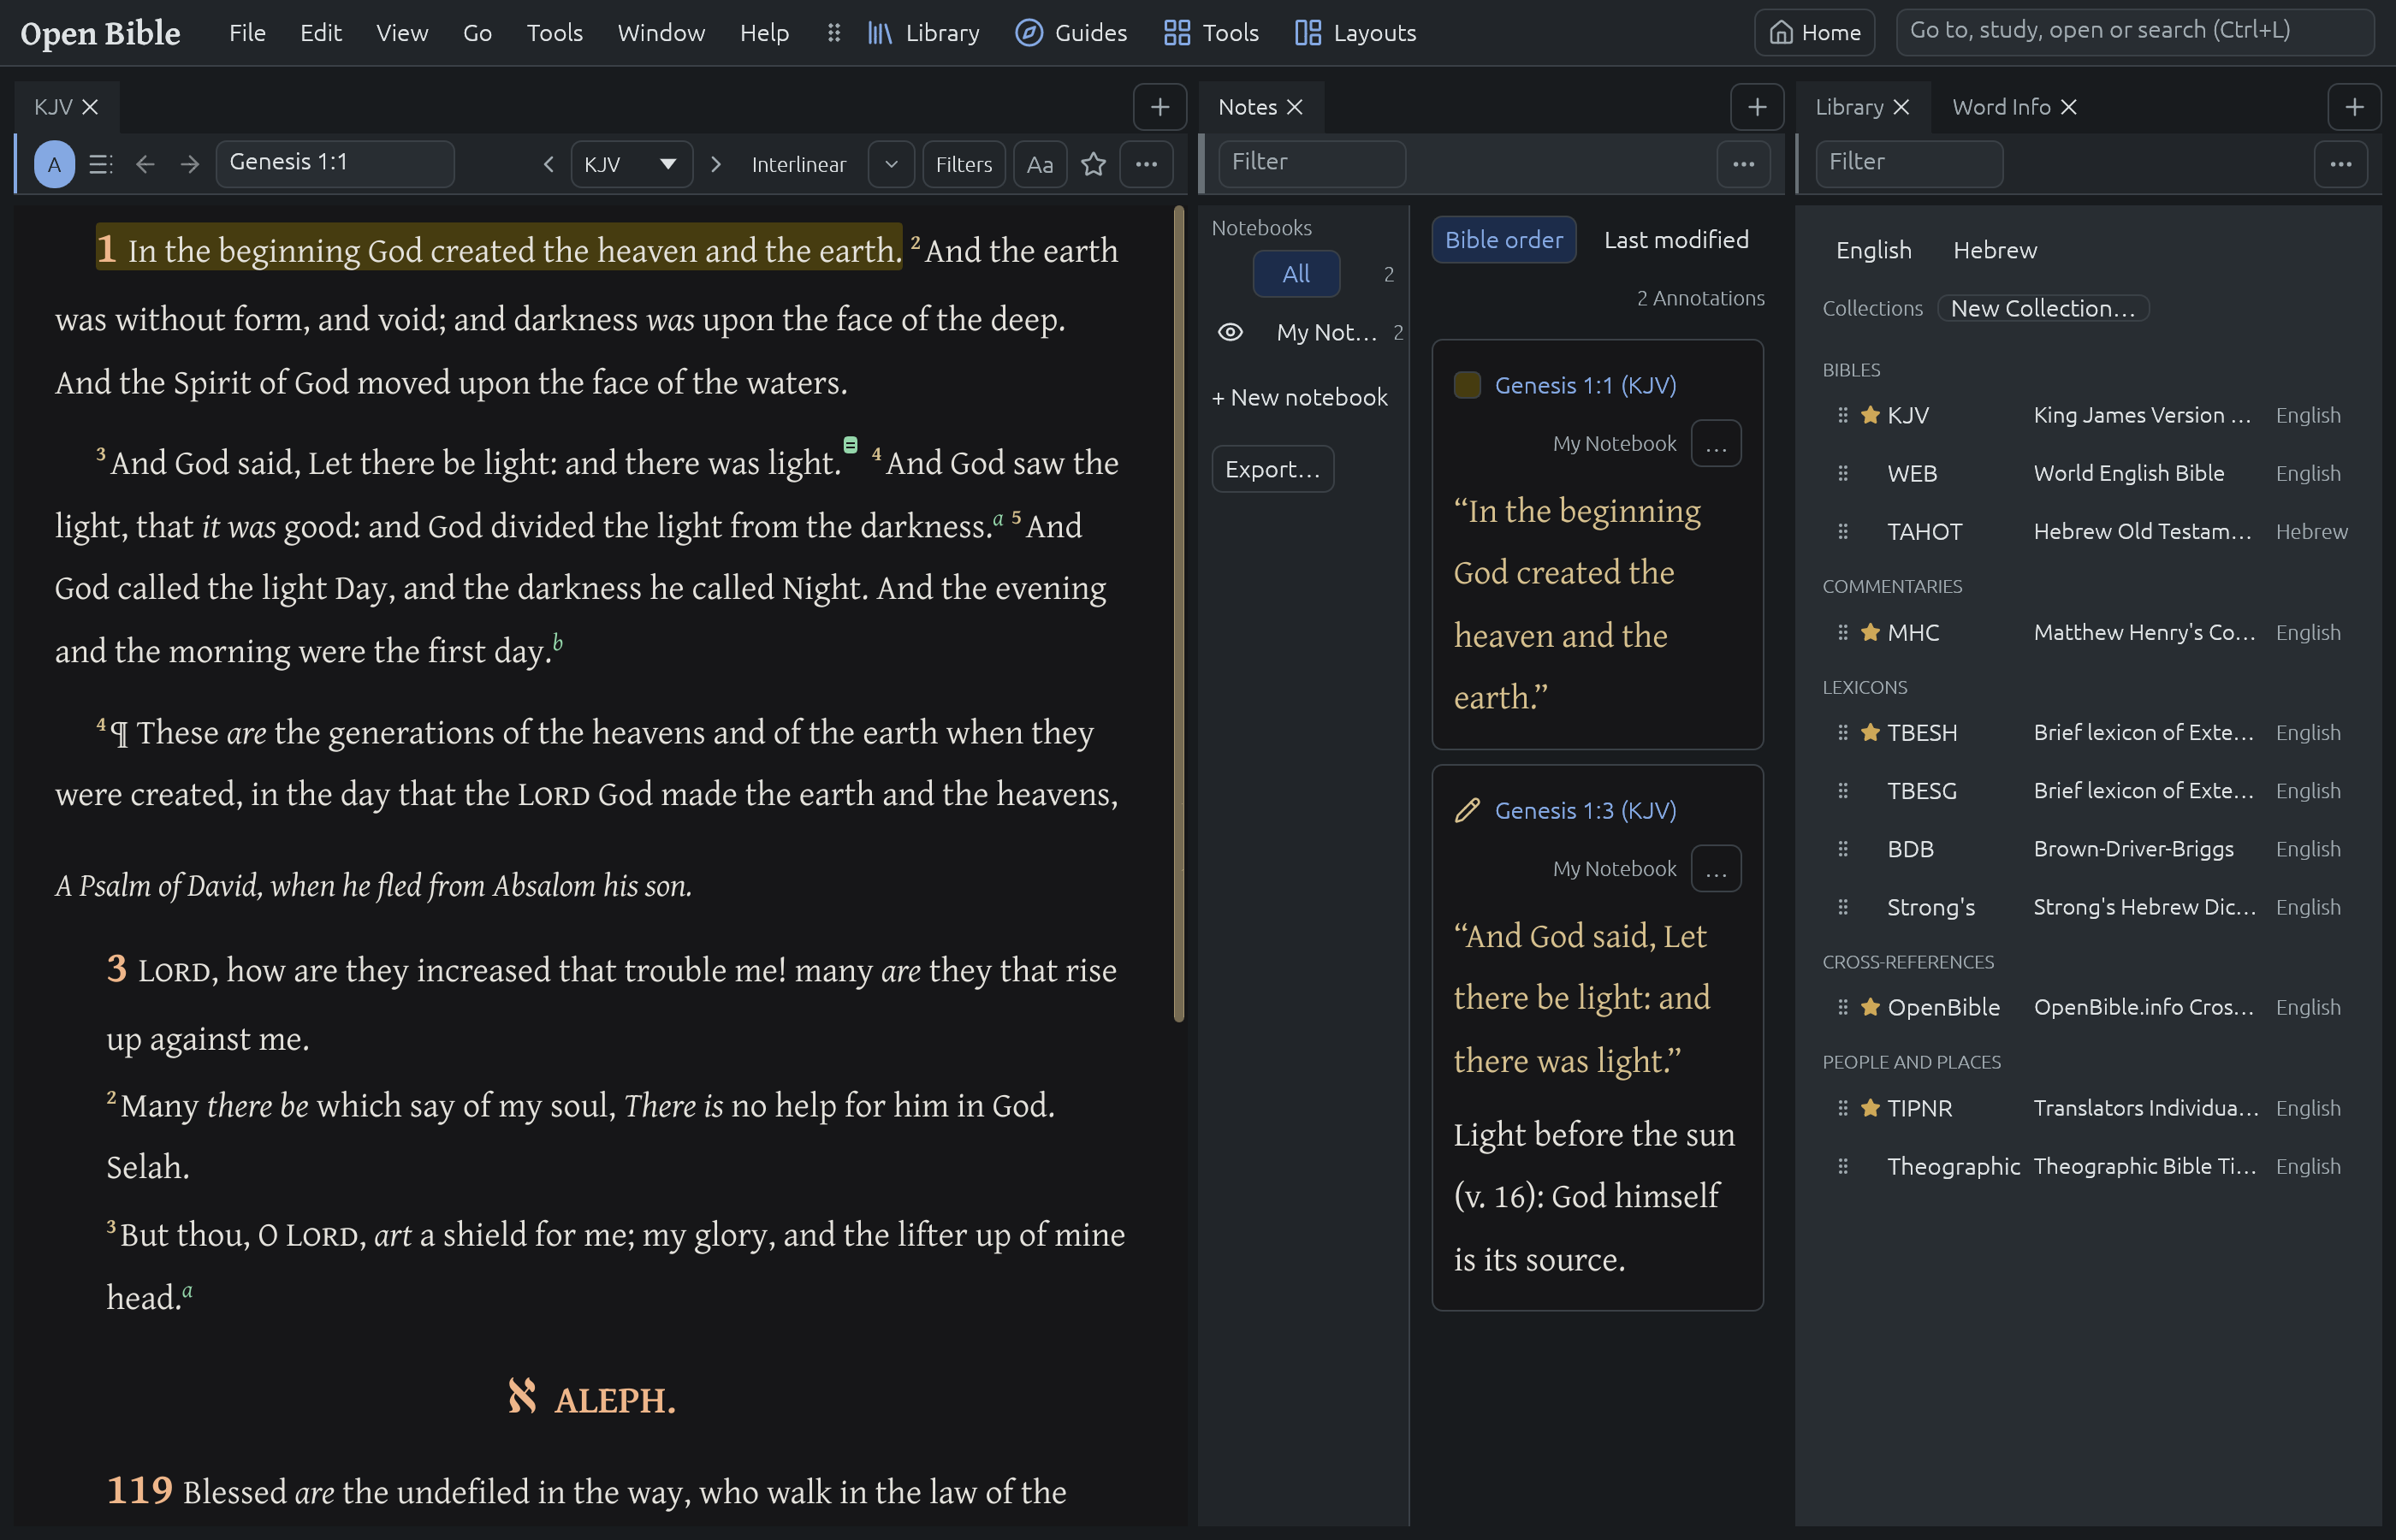 Open Bible File Edit View Go Tools Window Help Library Guides Tools Layouts Home Go to, study, open or search (Ctrl+L)
KJV
A Genesis 1:1 KJV Interlinear Filters Aa ...
1 In the beginning God created the heaven and the earth. 2 And the earth
was without form, and void; and darkness was upon the face of the deep.
And the Spirit of God moved upon the face of the waters.
3 And God said, Let there be light: and there was light. 4 And God saw the
light, that it was good: and God divided the light from the darkness.a 5 And
God called the light Day, and the darkness he called Night. And the evening
and the morning were the first day.b
4 ¶ These are the generations of the heavens and of the earth when they
were created, in the day that the LORD God made the earth and the heavens,
A Psalm of David, when he fled from Absalom his son.
3 LORD, how are they increased that trouble me! many are they that rise
up against me.
2 Many there be which say of my soul, There is no help for him in God.
Selah.
3 But thou, O LORD, art a shield for me; my glory, and the lifter up of mine
head.a
א ALEPH.
119 Blessed are the undefiled in the way, who walk in the law of the
Notes
Filter ...
Notebooks
All 2
My Not... 2
+ New notebook
Export...
Bible order Last modified
2 Annotations
Genesis 1:1 (KJV)
My Notebook ...
“In the beginning
God created the
heaven and the
earth.”
Genesis 1:3 (KJV)
My Notebook ...
“And God said, Let
there be light: and
there was light.”
Light before the sun
(v. 16): God himself
is its source.
Library Word Info
Filter ...
English Hebrew
Collections New Collection...
BIBLES
KJV King James Version ... English
WEB World English Bible English
TAHOT Hebrew Old Testam... Hebrew
COMMENTARIES
MHC Matthew Henry's Co... English
LEXICONS
TBESH Brief lexicon of Exte... English
TBESG Brief lexicon of Exte... English
BDB Brown-Driver-Briggs English
Strong's Strong's Hebrew Dic... English
CROSS-REFERENCES
OpenBible OpenBible.info Cros... English
PEOPLE AND PLACES
TIPNR Translators Individua... English
Theographic Theographic Bible Ti... English